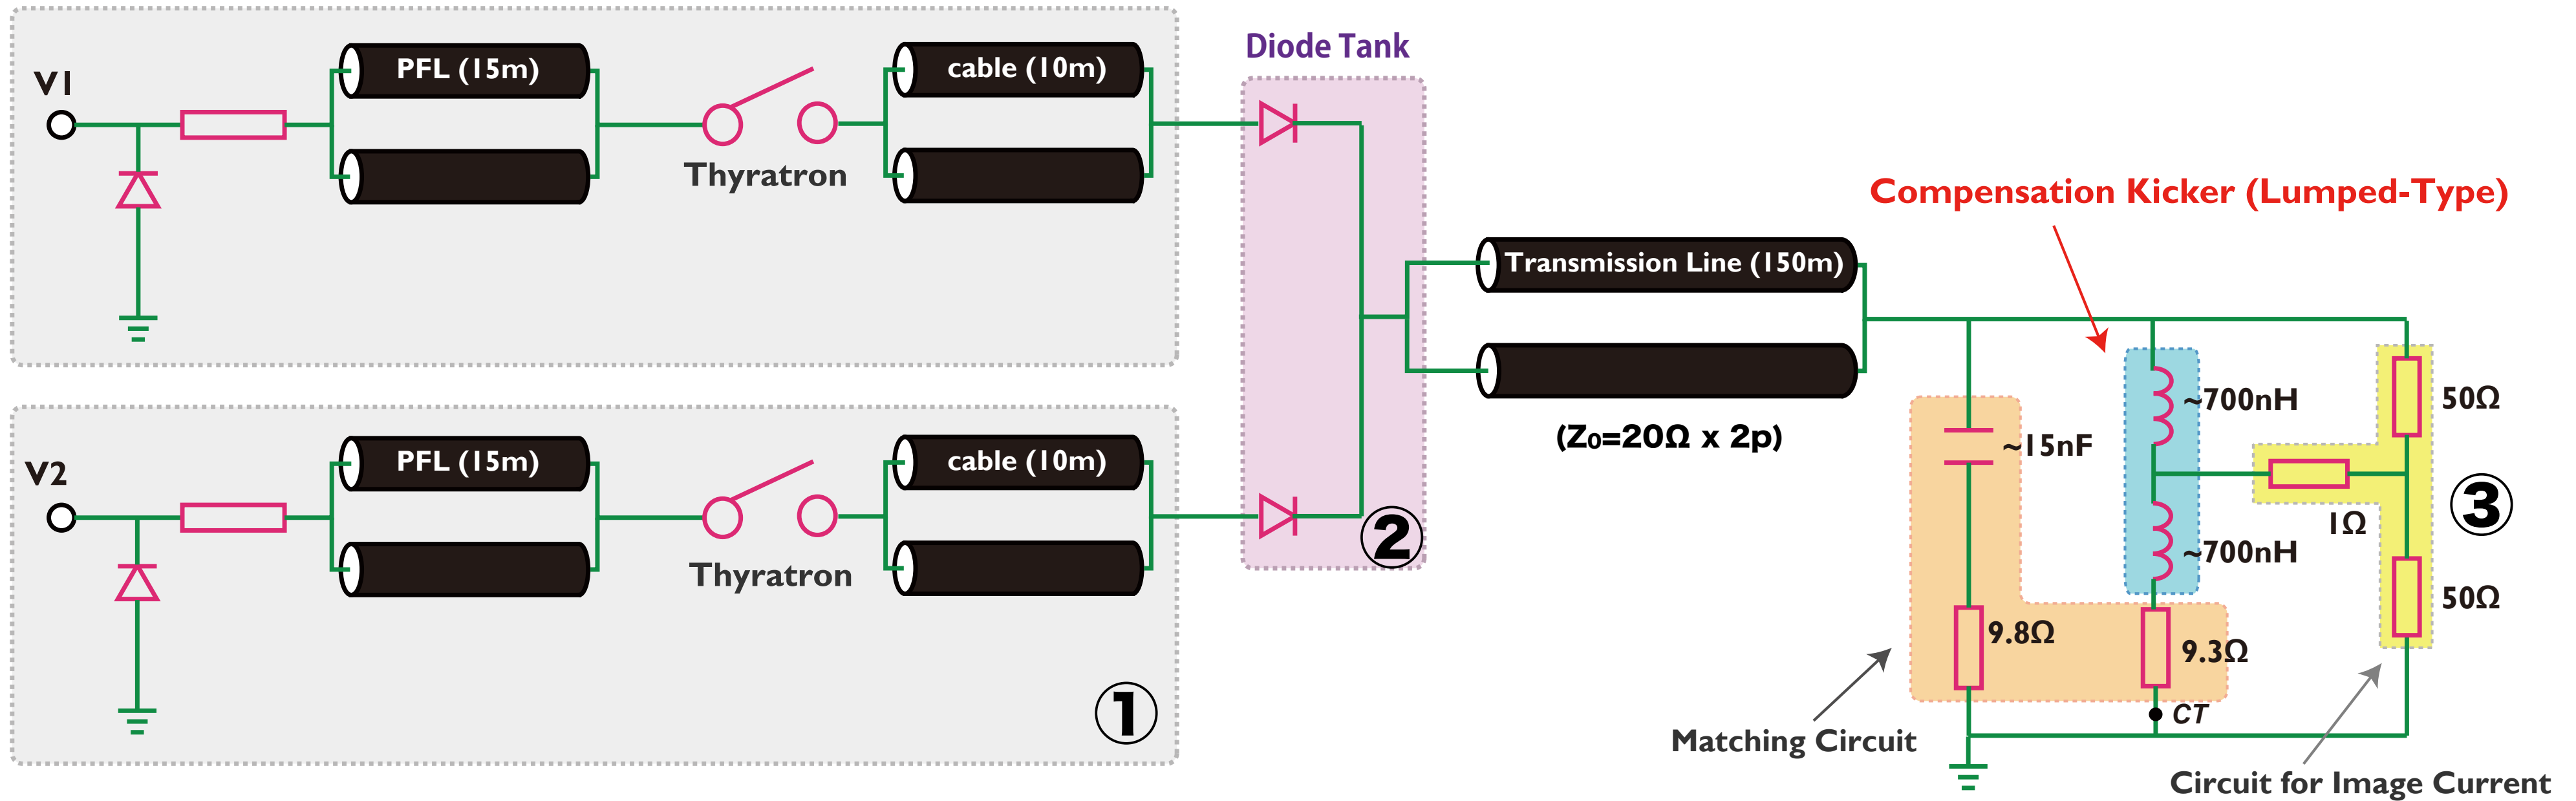 V1
PFL (15m)
Thyratron
cable (10m)
Diode Tank
V2
PFL (15m)
Thyratron
cable (10m)
①
②
Transmission Line (150m)
(Z₀=20Ω x 2p)
Compensation Kicker (Lumped-Type)
~15nF
9.8Ω
~700nH
~700nH
9.3Ω
CT
1Ω
50Ω
50Ω
③
Matching Circuit
Circuit for Image Current